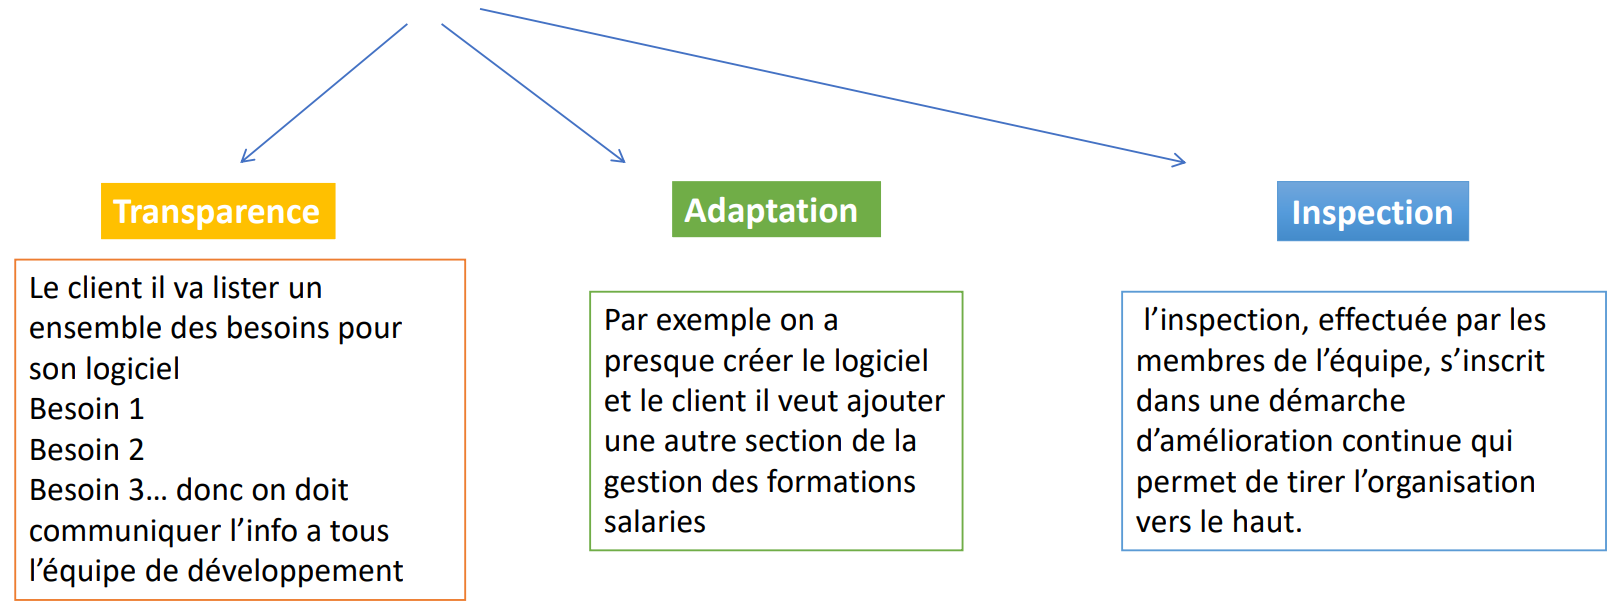 Transparence
Le client il va lister un
ensemble des besoins pour
son logiciel
Besoin 1
Besoin 2
Besoin 3... donc on doit
communiquer l’info a tous
l’équipe de développement
Adaptation
Par exemple on a
presque créer le logiciel
et le client il veut ajouter
une autre section de la
gestion des formations
salaries
Inspection
l’inspection, effectuée par les
membres de l’équipe, s’inscrit
dans une démarche
d’amélioration continue qui
permet de tirer l’organisation
vers le haut.